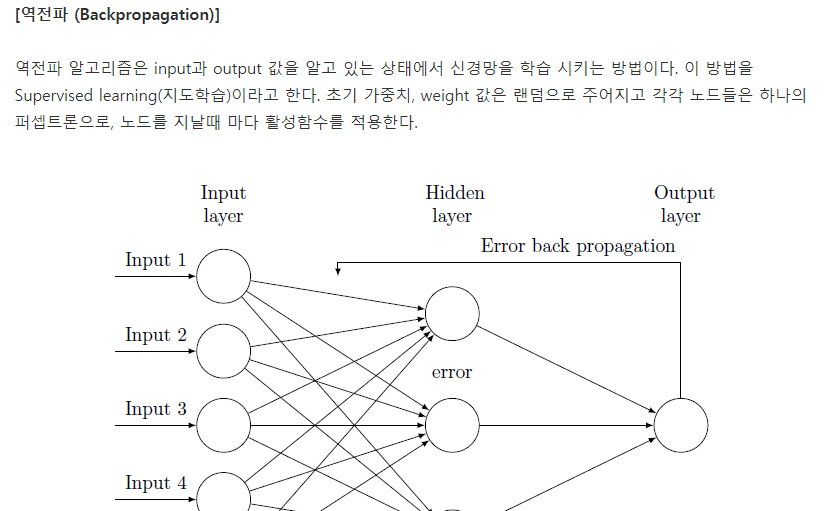 [역전파 (Backpropagation)]
역전파 알고리즘은 input과 output 값을 알고 있는 상태에서 신경망을 학습 시키는 방법이다. 이 방법을
Supervised learning(지도학습)이라고 한다. 초기 가중치, weight 값은 랜덤으로 주어지고 각각 노드들은 하나의
퍼셉트론으로, 노드를 지날때 마다 활성함수를 적용한다.
Input
layer
Hidden
layer
Output
layer
Error back propagation
Input 1
Input 2
error
Input 3
Input 4